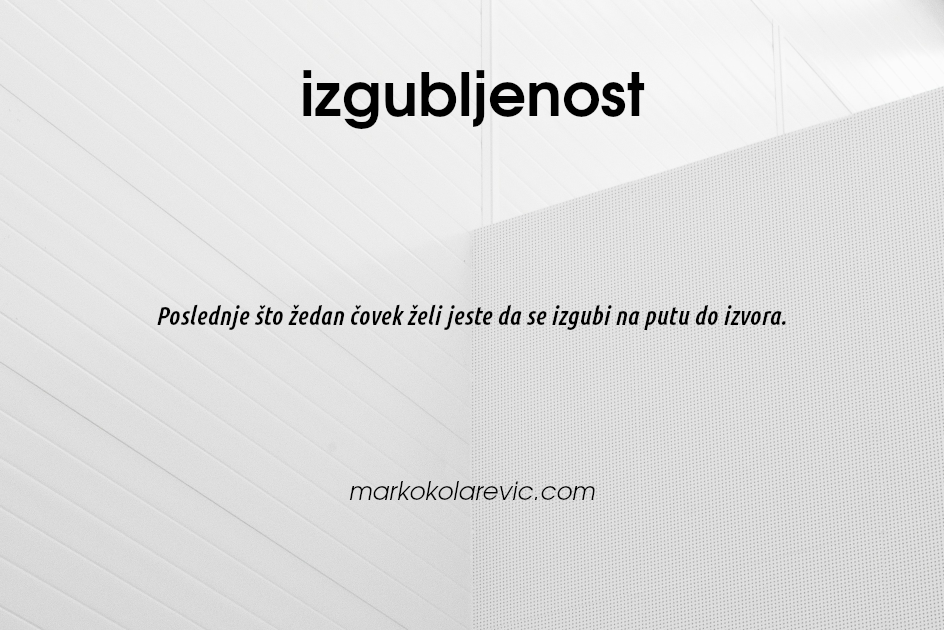 izgubljenost
Poslednje što žedan čovek želi jeste da se izgubi na putu do izvora.
markokolarevic.com